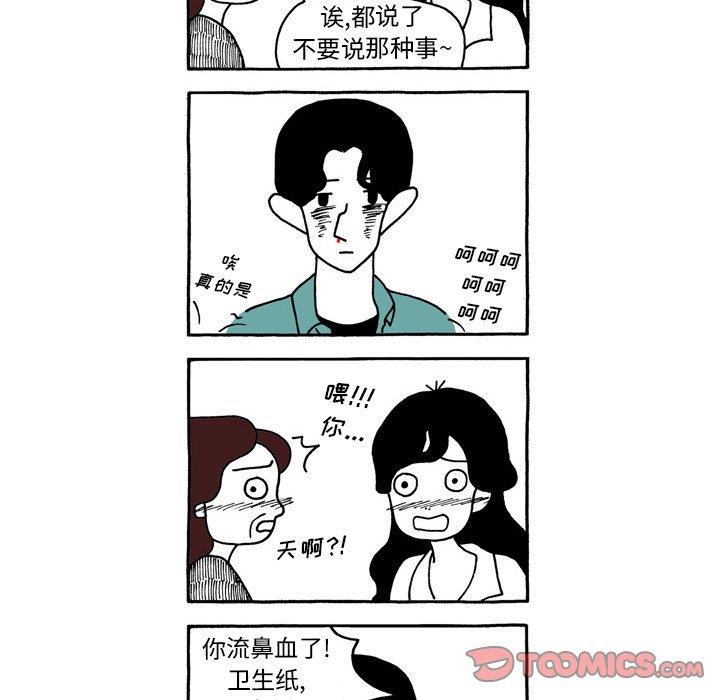 诶,都说了
不要说那种事~
唉
真的是
呵呵呵
呵呵
呵呵
喂!!!
你...
天啊?!
你流鼻血了!
卫生纸,
TOOMICS.COM